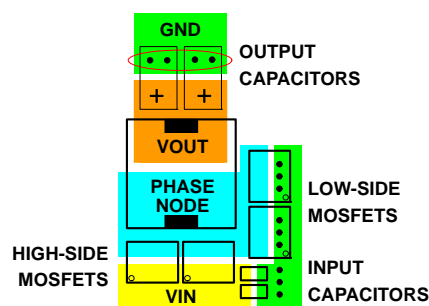 GND
OUTPUT
CAPACITORS
+ +
VOUT
PHASE
NODE
LOW-SIDE
MOSFETS
HIGH-SIDE
MOSFETS
VIN
INPUT
CAPACITORS